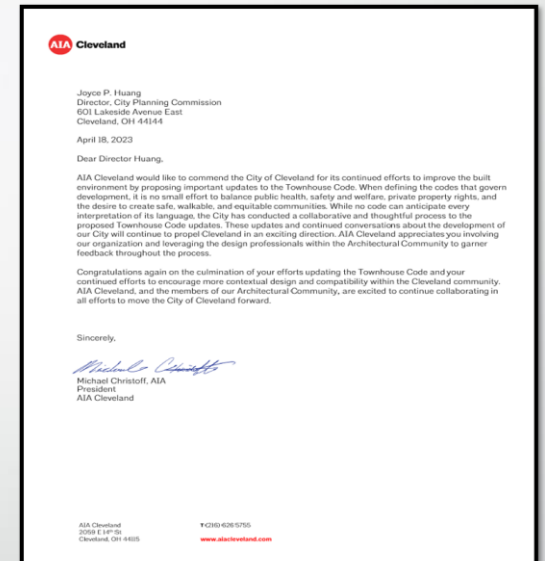 AIA Cleveland
Joyce P. Huang
Director, City Planning Commission
601 Lakeside Avenue East
Cleveland, OH 44144
April 18, 2023
Dear Director Huang,
AIA Cleveland would like to commend the City of Cleveland for its continued efforts to improve the built
environment by proposing important updates to the Townhouse Code. When defining the codes that govern
development, it is no small effort to balance public health, safety and welfare, private property rights, and
the desire to create safe, walkable, and equitable communities. While no code can anticipate every
interpretation of its language, the City has conducted a collaborative and thoughtful process to the
proposed Townhouse Code updates. These updates and continued conversations about the development of
our City will continue to propel Cleveland in an exciting direction. AIA Cleveland appreciates you involving
our organization and leveraging the design professionals within the Architectural Community to garner
feedback throughout the process.
Congratulations again on the culmination of your efforts updating the Townhouse Code and your
continued efforts to encourage more contextual design and compatibility within the Cleveland community.
AIA Cleveland, and the members of our Architectural Community, are excited to continue collaborating in
all efforts to move the City of Cleveland forward.
Sincerely,
Michael Christoff
Michael Christoff, AIA
President
AIA Cleveland
AIA Cleveland
2059 E 14th St
Cleveland, OH 44115
T (216) 626 5755
www.aiacleveland.com